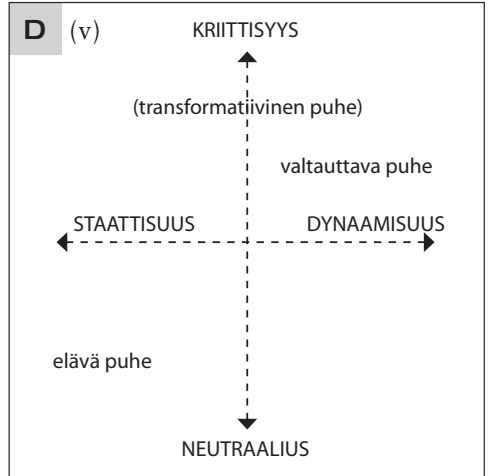 D (v)
KRIITTISYYS
(transformatiivinen puhe)
valtauttava puhe
STAATTISUUS DYNAAMISUUS
elävä puhe
NEUTRAALIUS